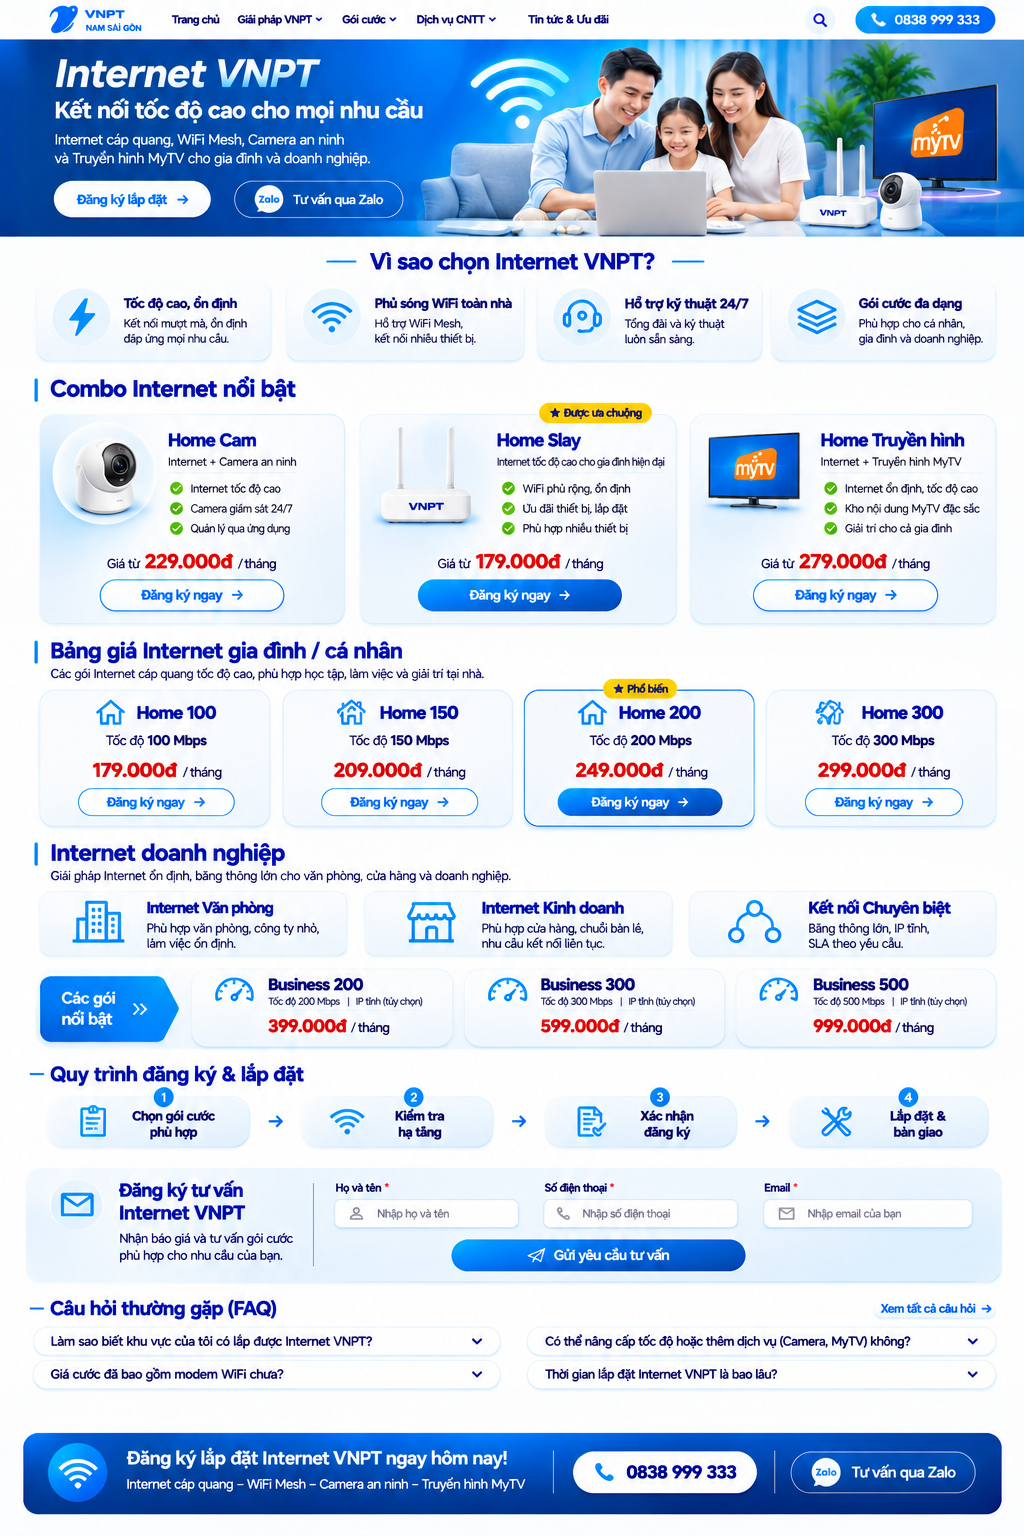 VNPT
NAM SÀI GÒN
Trang chủ
Giải pháp VNPT
Gói cước
Dịch vụ CNTT
Tin tức & Ưu đãi
0838 999 333
Internet VNPT
Kết nối tốc độ cao cho mọi nhu cầu
Internet cáp quang, WiFi Mesh, Camera an ninh
và Truyền hình MyTV cho gia đình và doanh nghiệp.
Đăng ký lắp đặt →
Zalo Tư vấn qua Zalo
myTV
VNPT
Vì sao chọn Internet VNPT?
Tốc độ cao, ổn định
Kết nối mượt mà, ổn định
đáp ứng mọi nhu cầu.
Phủ sóng WiFi toàn nhà
Hỗ trợ WiFi Mesh,
kết nối nhiều thiết bị.
Hỗ trợ kỹ thuật 24/7
Tổng đài và kỹ thuật
luôn sẵn sàng.
Gói cước đa dạng
Phù hợp cho cá nhân,
gia đình và doanh nghiệp.
Combo Internet nổi bật
Home Cam
Internet + Camera an ninh
Internet tốc độ cao
Camera giám sát 24/7
Quản lý qua ứng dụng
Giá từ 229.000đ /tháng
Đăng ký ngay →
Được ưa chuộng
VNPT
Home Slay
Internet tốc độ cao cho gia đình hiện đại
WiFi phủ rộng, ổn định
Ưu đãi thiết bị, lắp đặt
Phù hợp nhiều thiết bị
Giá từ 179.000đ /tháng
Đăng ký ngay →
myTV
Home Truyền hình
Internet + Truyền hình MyTV
Internet ổn định, tốc độ cao
Kho nội dung MyTV đặc sắc
Giải trí cho cả gia đình
Giá từ 279.000đ /tháng
Đăng ký ngay →
Bảng giá Internet gia đình / cá nhân
Các gói Internet cáp quang tốc độ cao, phù hợp học tập, làm việc và giải trí tại nhà.
Home 100
Tốc độ 100 Mbps
179.000đ /tháng
Đăng ký ngay →
Home 150
Tốc độ 150 Mbps
209.000đ /tháng
Đăng ký ngay →
Phổ biến
Home 200
Tốc độ 200 Mbps
249.000đ /tháng
Đăng ký ngay →
Home 300
Tốc độ 300 Mbps
299.000đ /tháng
Đăng ký ngay →
Internet doanh nghiệp
Giải pháp Internet ổn định, băng thông lớn cho văn phòng, cửa hàng và doanh nghiệp.
Internet Văn phòng
Phù hợp văn phòng, công ty nhỏ,
làm việc ổn định.
Internet Kinh doanh
Phù hợp cửa hàng, chuỗi bán lẻ,
nhu cầu kết nối liên tục.
Kết nối Chuyên biệt
Băng thông lớn, IP tĩnh,
SLA theo yêu cầu.
Các gói
nổi bật
Business 200
Tốc độ 200 Mbps | IP tĩnh (tùy chọn)
399.000đ /tháng
Business 300
Tốc độ 300 Mbps | IP tĩnh (tùy chọn)
599.000đ /tháng
Business 500
Tốc độ 500 Mbps | IP tĩnh (tùy chọn)
999.000đ /tháng
Quy trình đăng ký & lắp đặt
1
Chọn gói cước
phù hợp
2
Kiểm tra
hạ tầng
3
Xác nhận
đăng ký
4
Lắp đặt &
bàn giao
Đăng ký tư vấn
Internet VNPT
Nhận báo giá và tư vấn gói cước
phù hợp cho nhu cầu của bạn.
Họ và tên *
Nhập họ và tên
Số điện thoại *
Nhập số điện thoại
Email *
Nhập email của bạn
Gửi yêu cầu tư vấn
Câu hỏi thường gặp (FAQ)
Xem tất cả câu hỏi →
Làm sao biết khu vực của tôi có lắp được Internet VNPT?
Có thể nâng cấp tốc độ hoặc thêm dịch vụ (Camera, MyTV) không?
Giá cước đã bao gồm modem WiFi chưa?
Thời gian lắp đặt Internet VNPT là bao lâu?
Đăng ký lắp đặt Internet VNPT ngay hôm nay!
Internet cáp quang – WiFi Mesh – Camera an ninh – Truyền hình MyTV
0838 999 333
Zalo Tư vấn qua Zalo